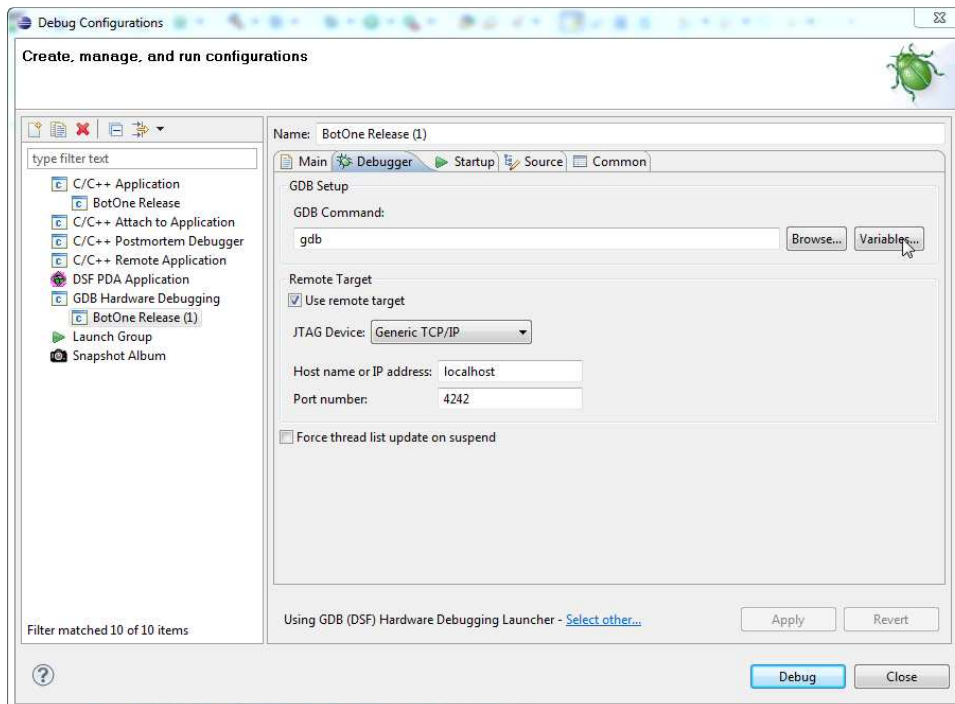 Debug Configurations
Create, manage, and run configurations
type filter text
C/C++ Application
BotOne Release
C/C++ Attach to Application
C/C++ Postmortem Debugger
C/C++ Remote Application
DSF PDA Application
GDB Hardware Debugging
BotOne Release (1)
Launch Group
Snapshot Album
Filter matched 10 of 10 items
Name: BotOne Release (1)
Main Debugger Startup Source Common
GDB Setup
GDB Command:
gdb Browse... Variables...
Remote Target
Use remote target
JTAG Device: Generic TCP/IP
Host name or IP address: localhost
Port number: 4242
Force thread list update on suspend
Using GDB (DSF) Hardware Debugging Launcher - Select other... Apply Revert
? Debug Close